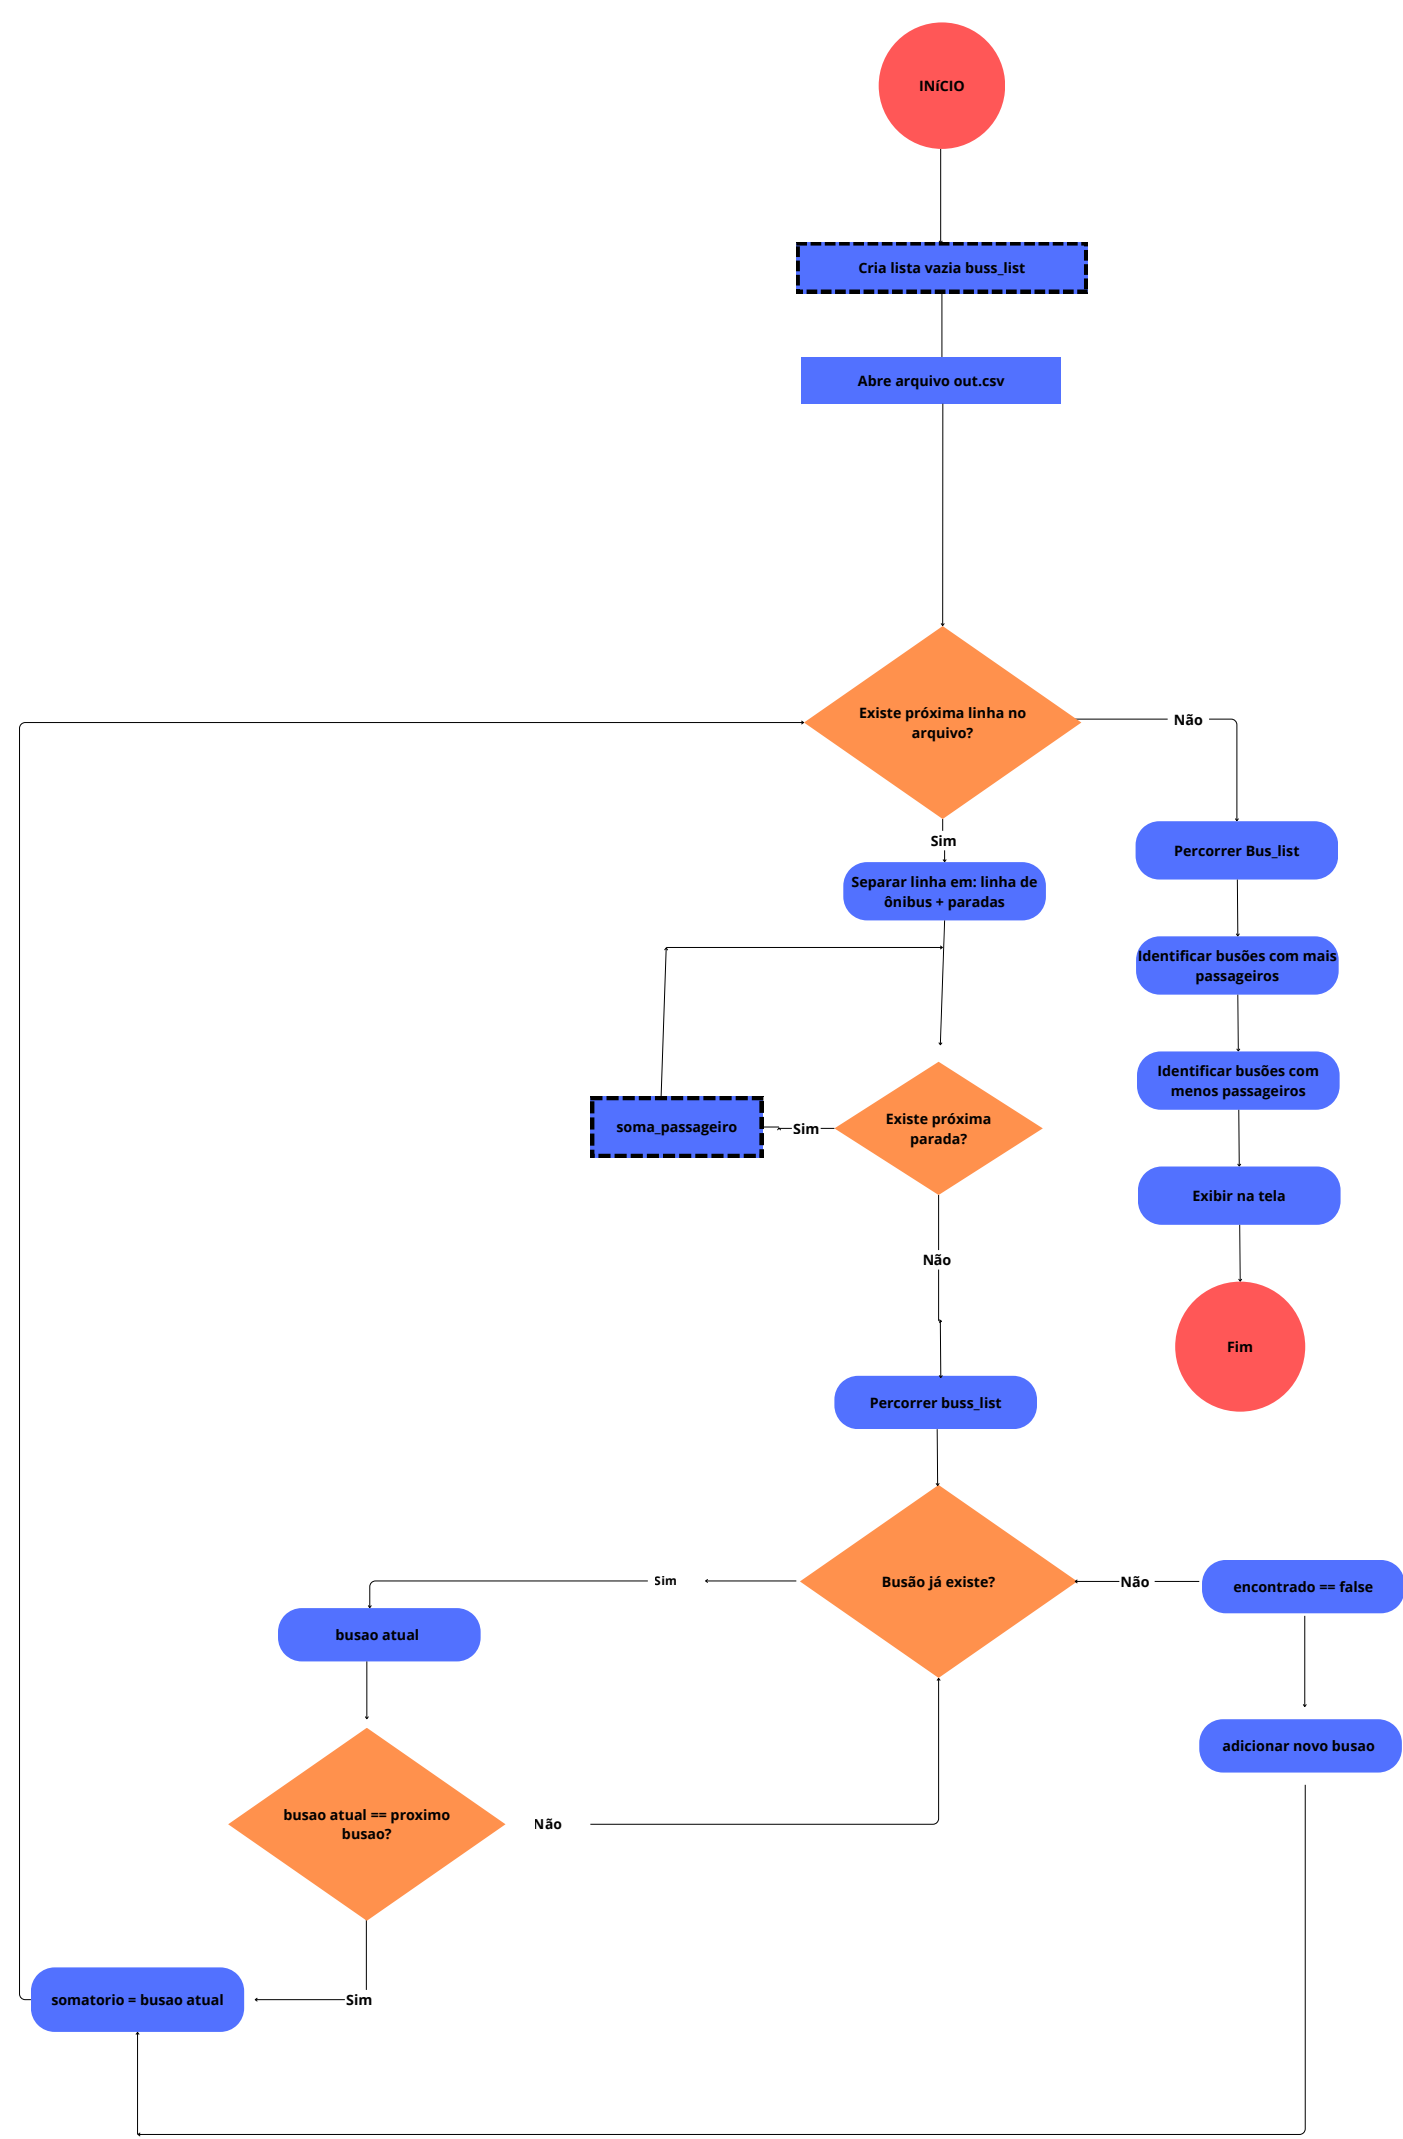 INíCIO
Cria lista vazia buss_list
Abre arquivo out.csv
Existe próxima linha no
arquivo?
Não
Sim
Percorrer Bus_list
Separar linha em: linha de
ônibus + paradas
Identificar busões com mais
passageiros
Identificar busões com
menos passageiros
Existe próxima
parada?
Sim
soma_passageiro
Exibir na tela
Não
Fim
Percorrer buss_list
Busão já existe?
Sim
Não
encontrado == false
busao atual
adicionar novo busao
busao atual == proximo
busao?
Não
Sim
somatorio = busao atual